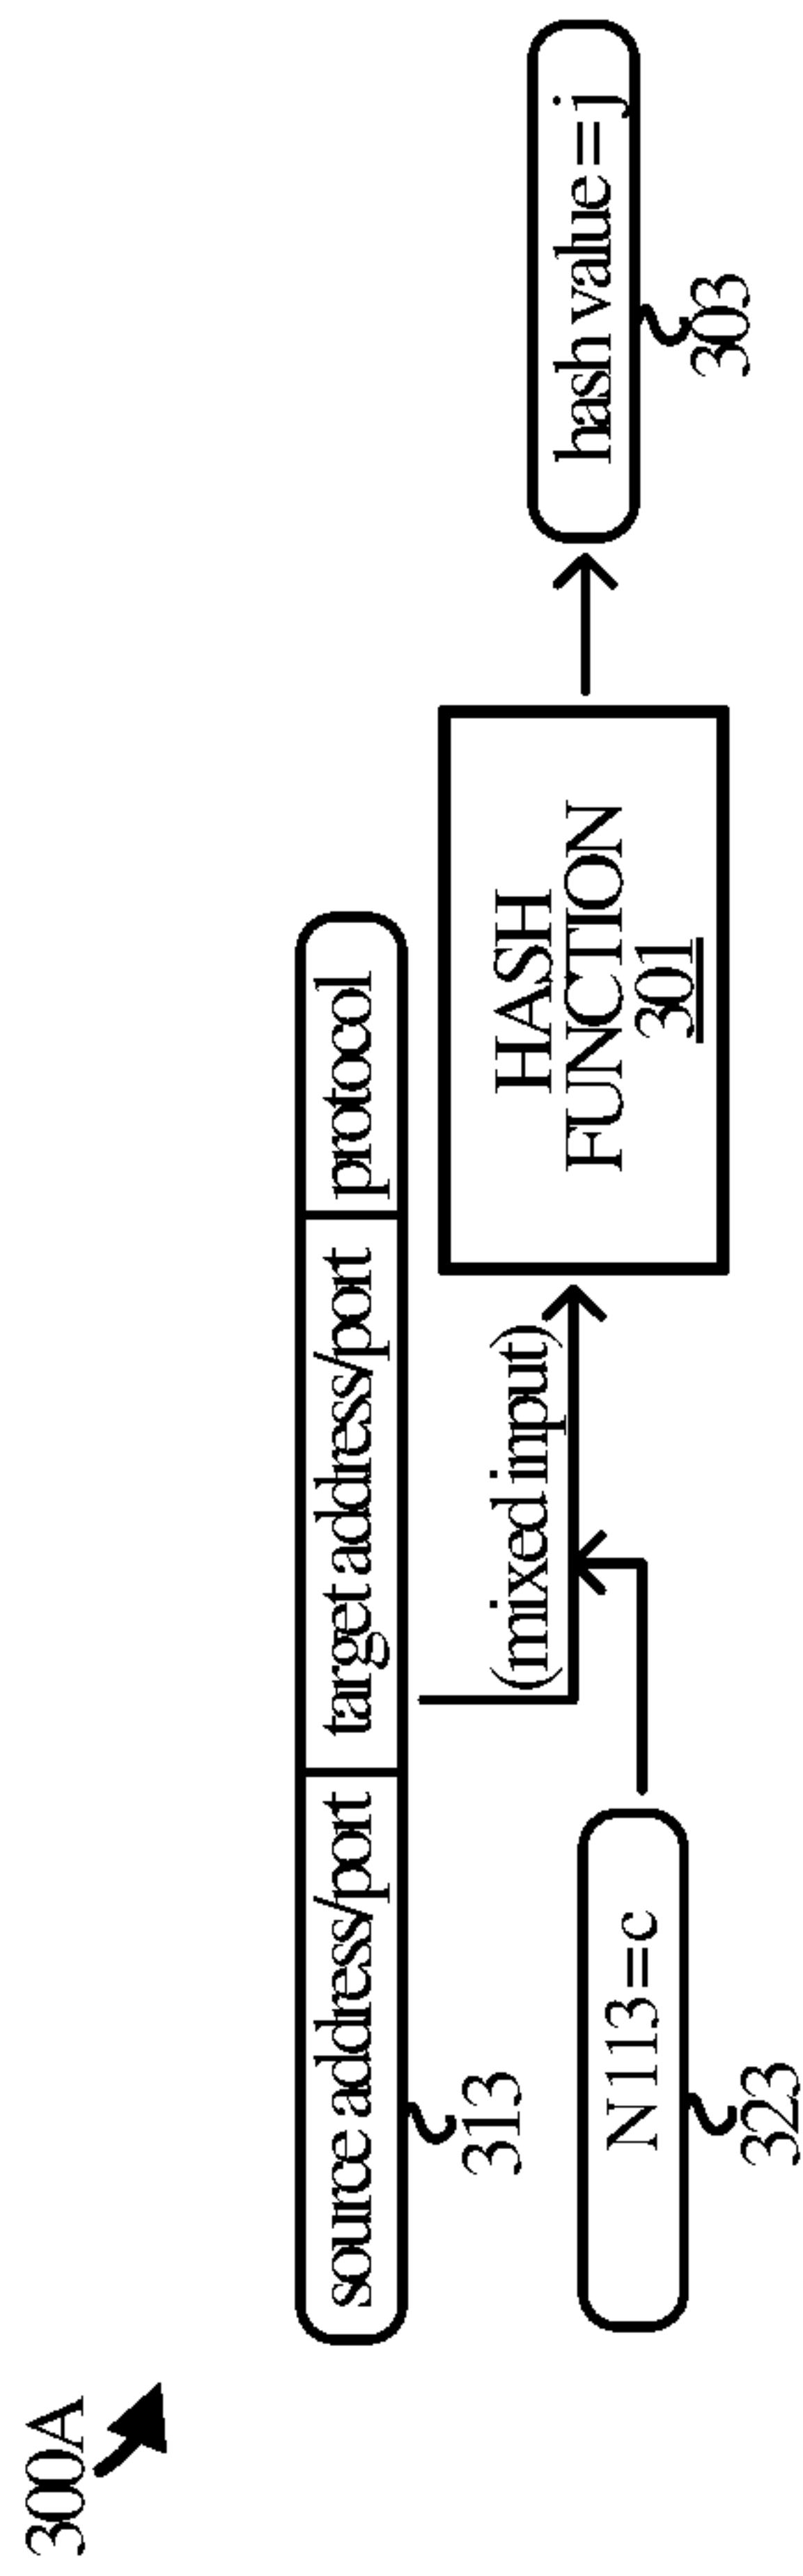 300A
source address/port target address/port protocol
313
(mixed input)
N113=c
323
HASH
FUNCTION
301
hash value = j
303